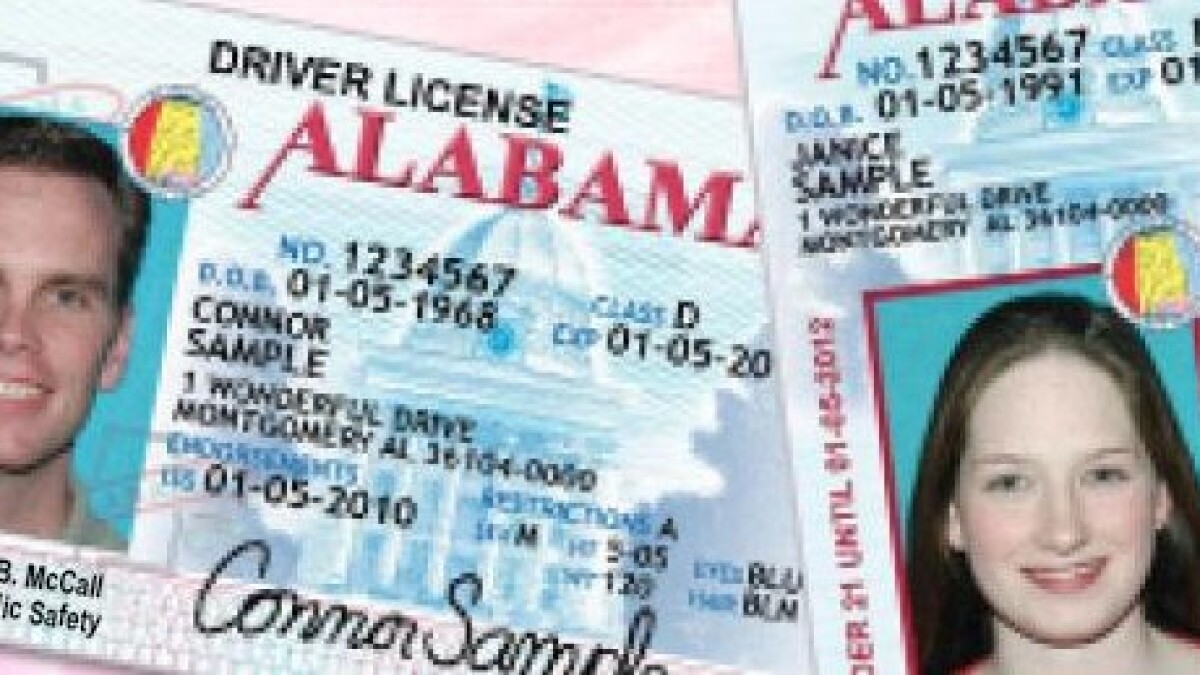 DRIVER LICENSE
ALABAMA
NO. 1234567
D.O.B. 01-05-1968
CLASS D
EXP 01-05-20
CONNOR
SAMPLE
1 WONDERFUL DRIVE
MONTGOMERY AL 36104-0000
ENDORSEMENTS
ISS 01-05-2010
RESTRICTIONS A
SEX M HT 5-05 EYES BLU
WT 120 HAIR BLN
Connor Sample
B. McCall
ic Safety
ALABA
NO. 1234567 CLASS
D.O.B. 01-05-1991 EXP 01
JANICE
SAMPLE
1 WONDERFUL DRIVE
MONTGOMERY AL 36104-0000
DER 21 UNTIL 01-05-2012